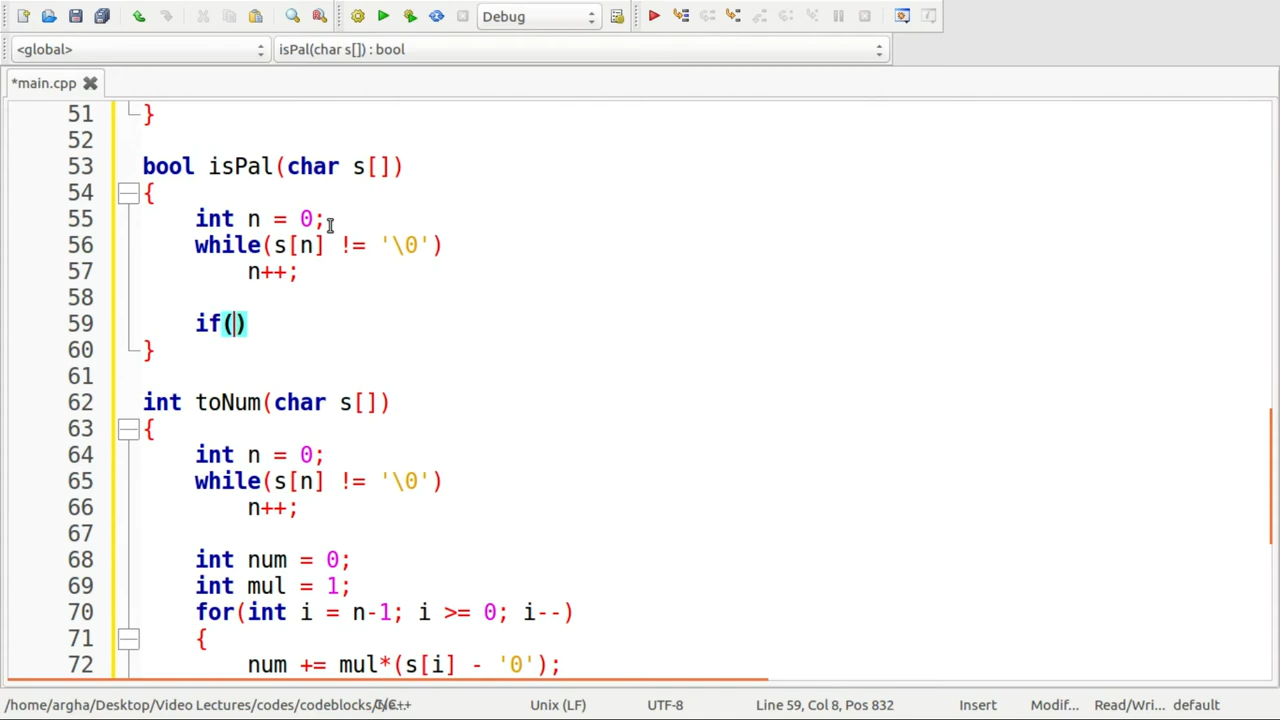 Debug
<global> isPal(char s[]) : bool
*main.cpp
51 }
52
53 bool isPal(char s[])
54 {
55 int n = 0;
56 while(s[n] != '\0')
57 n++;
58
59 if()
60 }
61
62 int toNum(char s[])
63 {
64 int n = 0;
65 while(s[n] != '\0')
66 n++;
67
68 int num = 0;
69 int mul = 1;
70 for(int i = n-1; i >= 0; i--)
71 {
72 num += mul*(s[i] - '0');
/home/argha/Desktop/Video Lectures/codes/codeblocks/ C/C++ Unix (LF) UTF-8 Line 59, Col 8, Pos 832 Insert Modif... Read/Wri... default